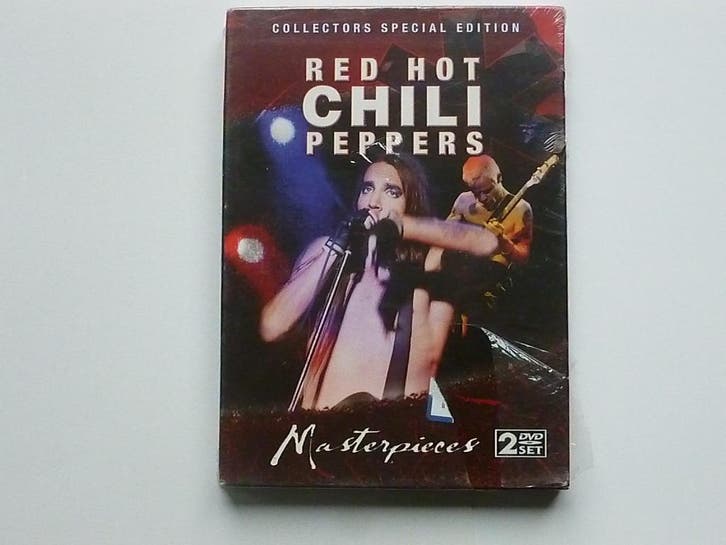 COLLECTORS SPECIAL EDITION
RED HOT
CHILI
PEPPERS
Masterpieces
2 DVD SET